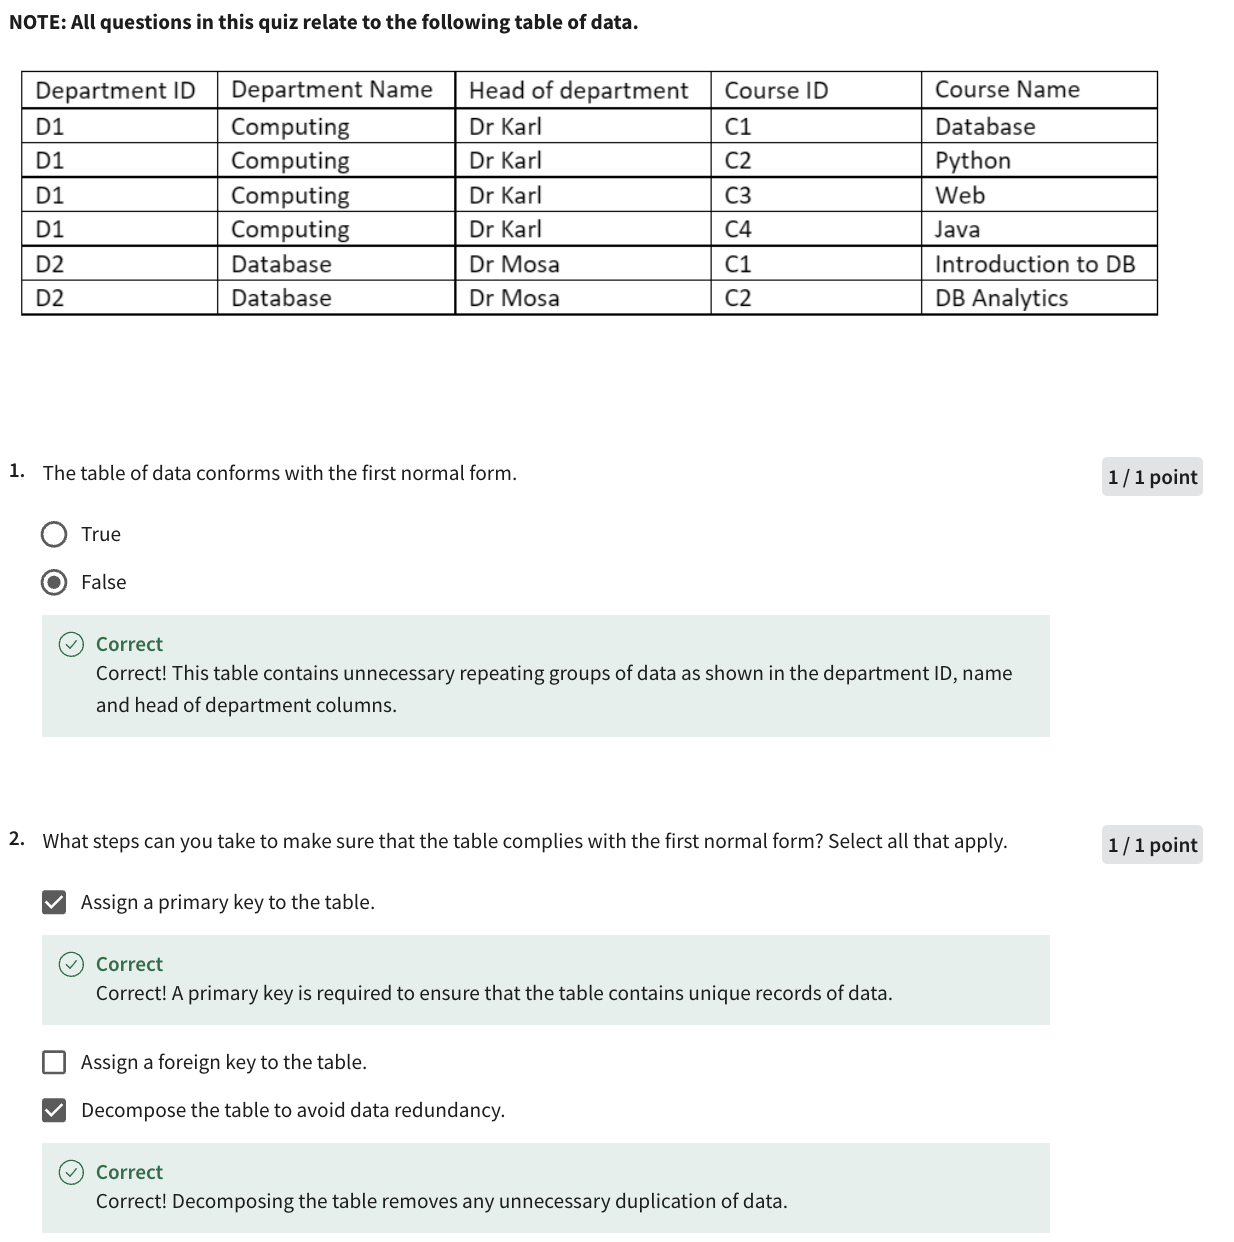 NOTE: All questions in this quiz relate to the following table of data.
Department ID Department Name Head of department Course ID Course Name
D1 Computing Dr Karl C1 Database
D1 Computing Dr Karl C2 Python
D1 Computing Dr Karl C3 Web
D1 Computing Dr Karl C4 Java
D2 Database Dr Mosa C1 Introduction to DB
D2 Database Dr Mosa C2 DB Analytics
1. The table of data conforms with the first normal form. 1 / 1 point
True
False
Correct
Correct! This table contains unnecessary repeating groups of data as shown in the department ID, name
and head of department columns.
2. What steps can you take to make sure that the table complies with the first normal form? Select all that apply. 1 / 1 point
Assign a primary key to the table.
Correct
Correct! A primary key is required to ensure that the table contains unique records of data.
Assign a foreign key to the table.
Decompose the table to avoid data redundancy.
Correct
Correct! Decomposing the table removes any unnecessary duplication of data.